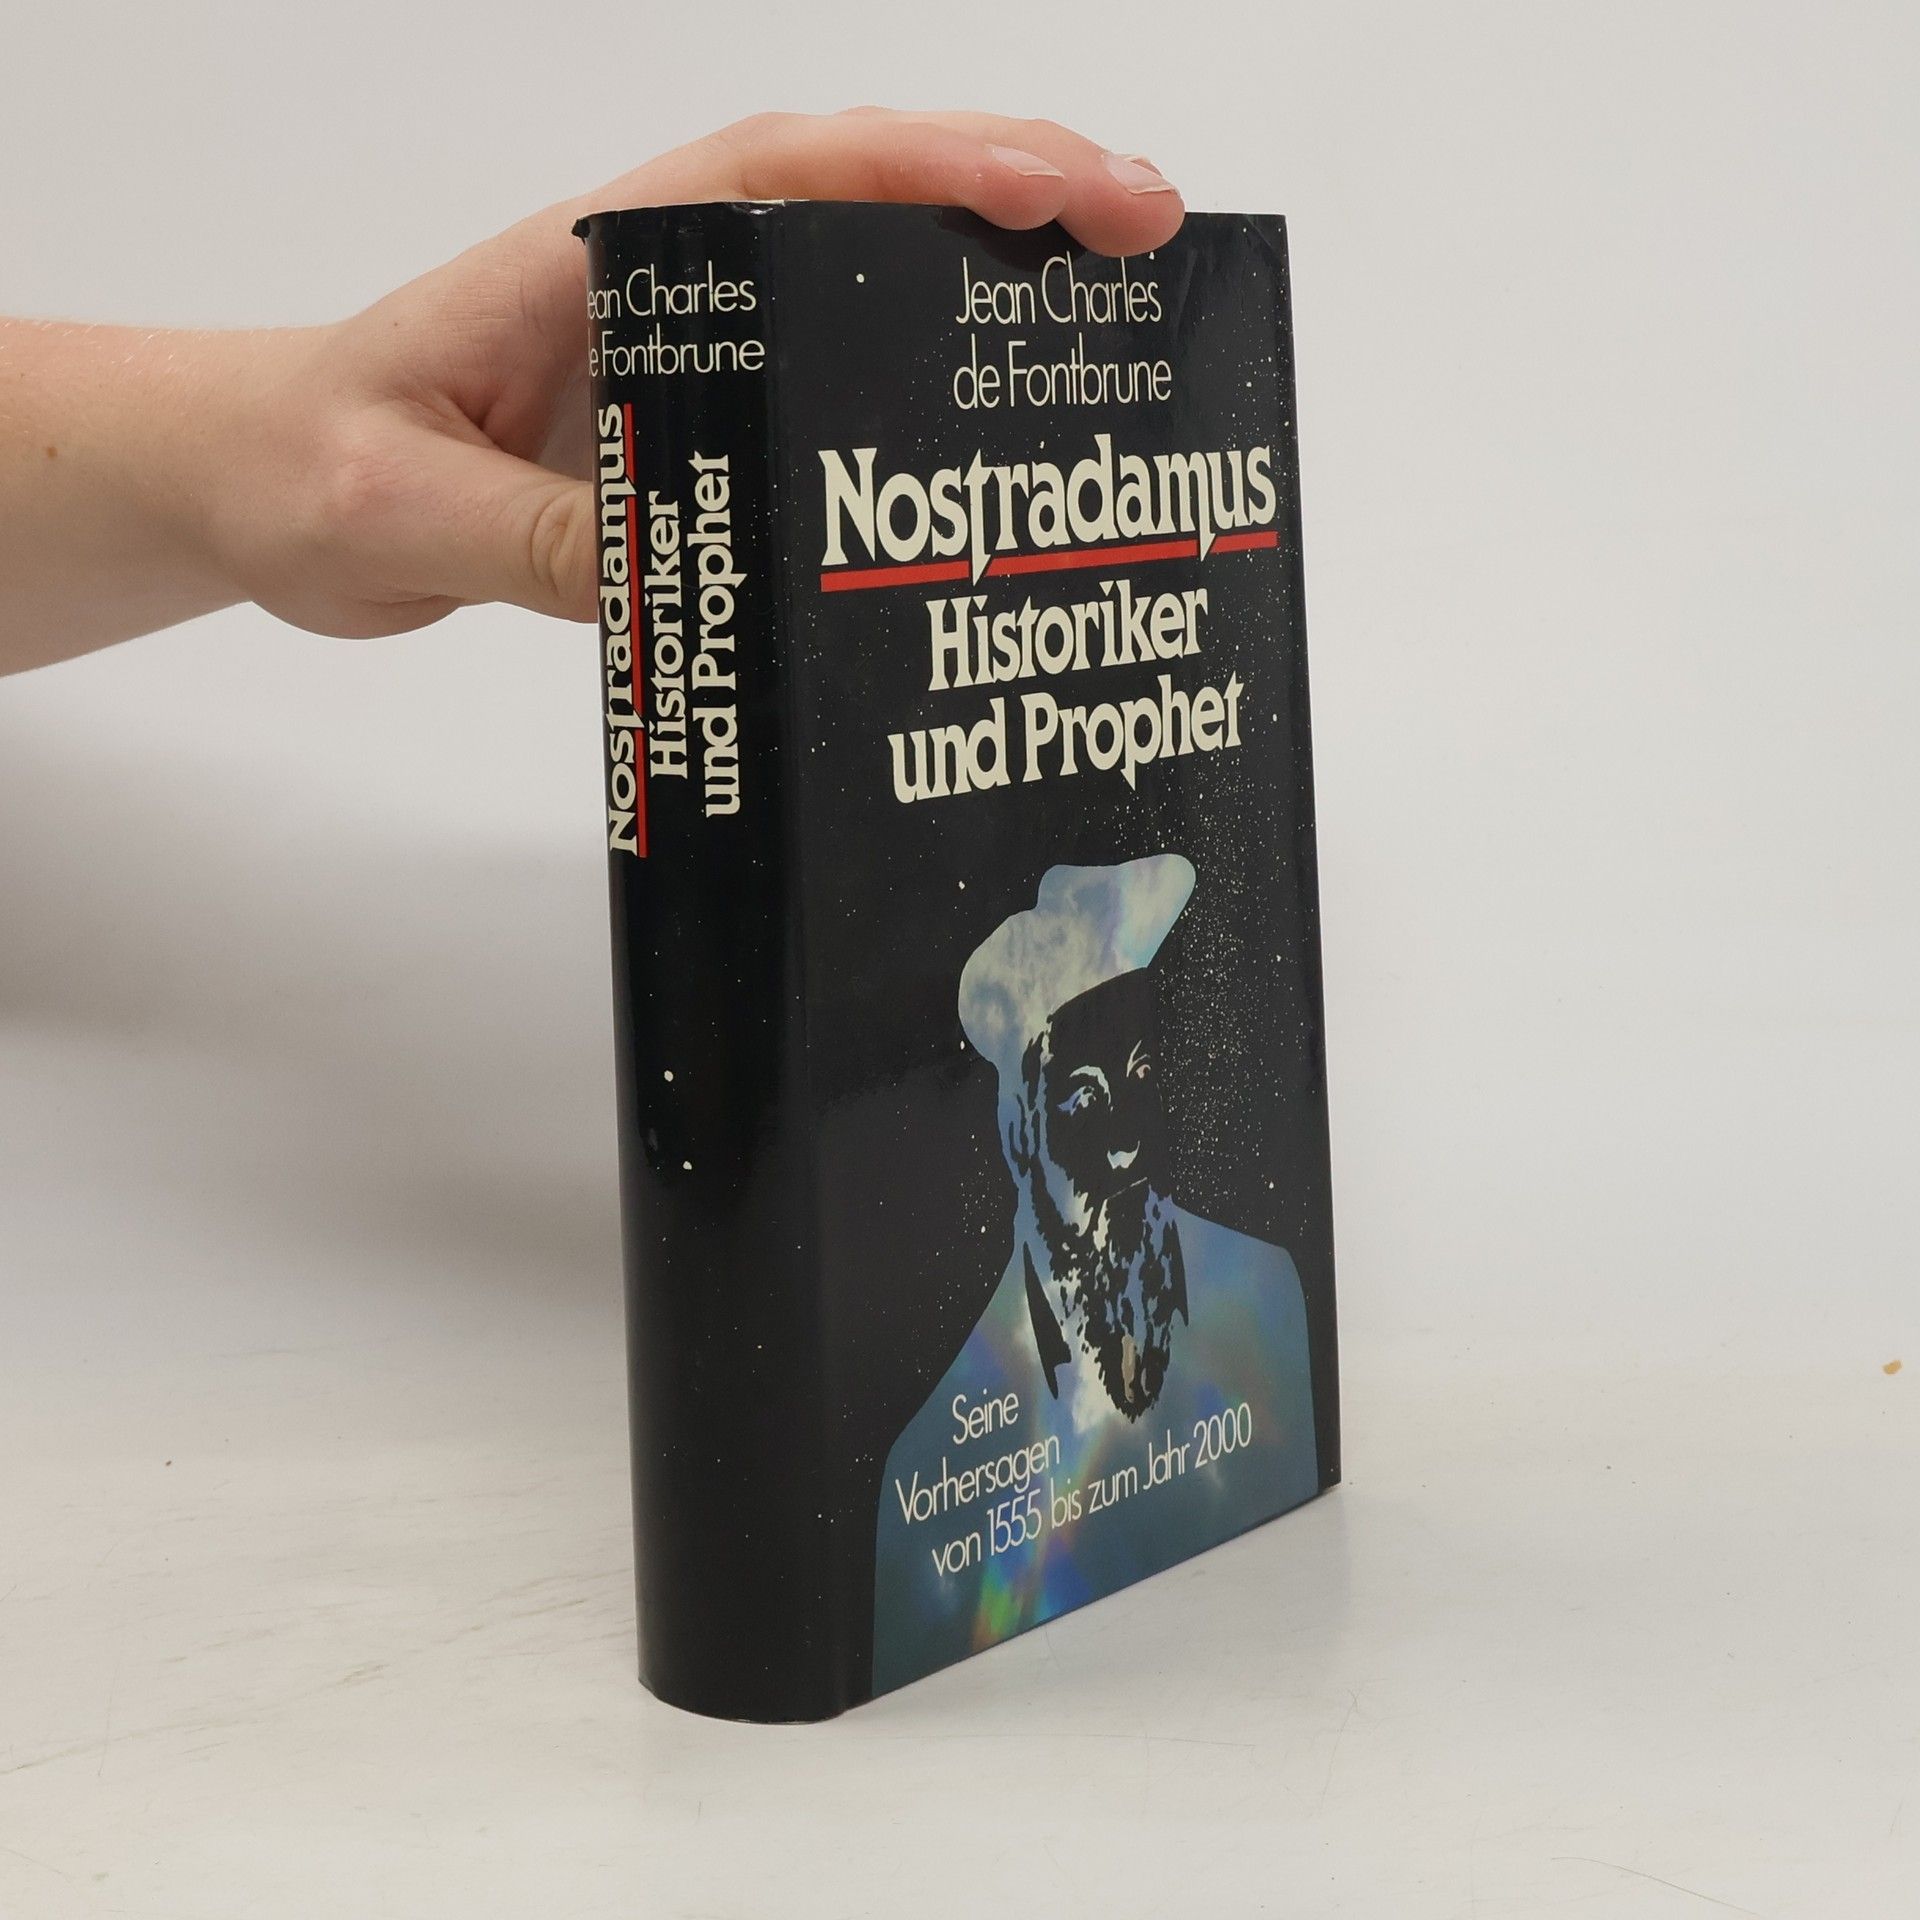 ean Charles
de Fontbrune
Nostradamus
Historiker
und Prophet
Jean Charles
de Fontbrune
Nostradamus
Historiker
und Prophet
Seine
Vorhersagen
von 1555 bis zum Jahr 2000